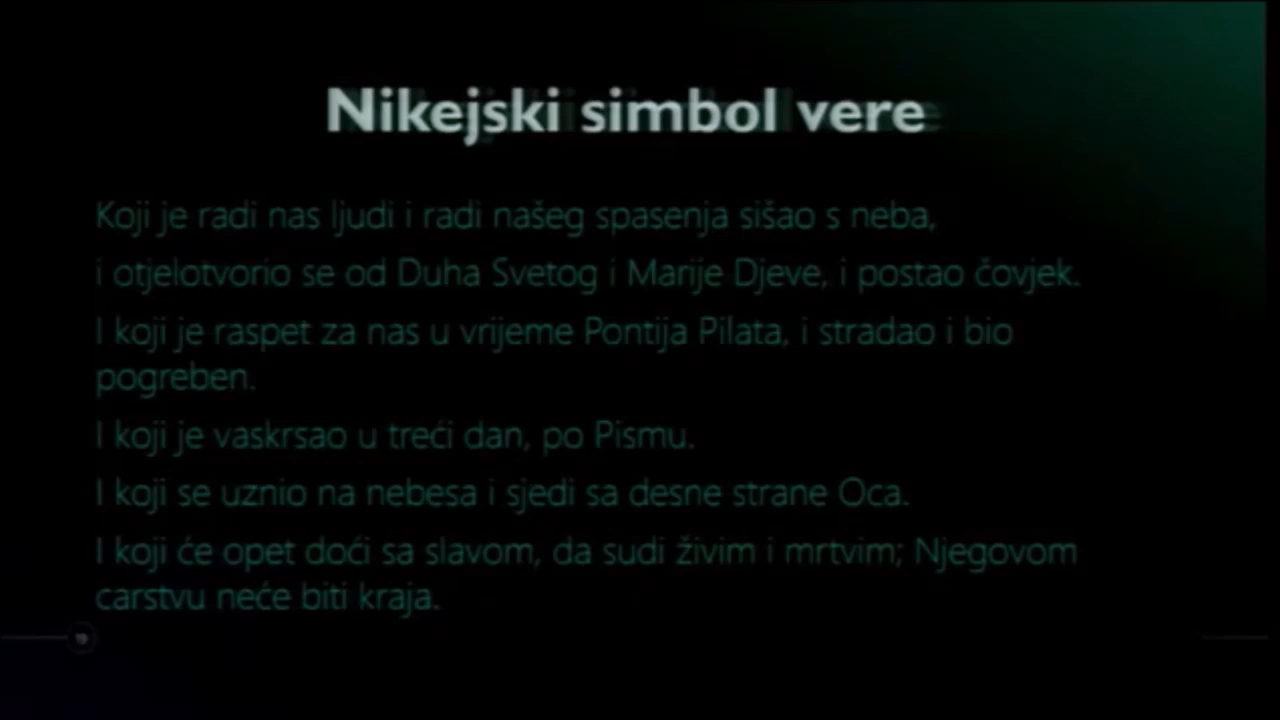 Nikejski simbol vere
Koji je radi nas ljudi i radi našeg spasenja sišao s neba,
i otjelotvorio se od Duha Svetog i Marije Djeve, i postao čovjek.
I koji je raspet za nas u vrijeme Pontija Pilata, i stradao i bio
pogreben.
I koji je vaskrsao u treći dan, po Pismu.
I koji se uznio na nebesa i sjedi sa desne strane Oca.
I koji će opet doći sa slavom, da sudi živim i mrtvim; Njegovom
carstvu neće biti kraja.